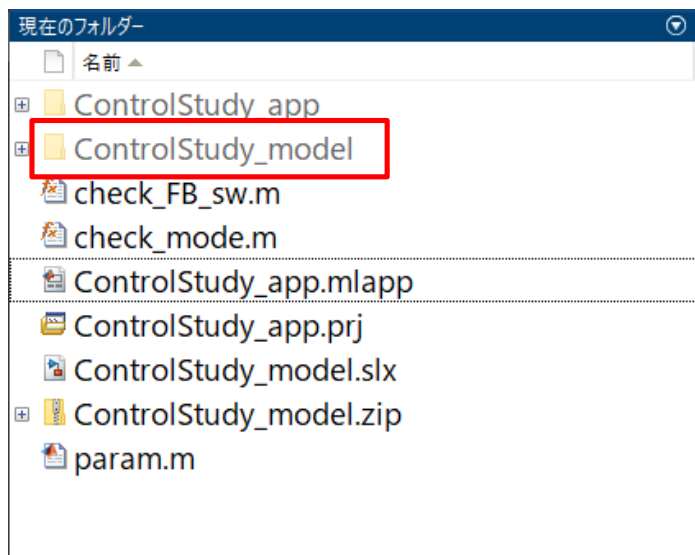 現在のフォルダー
名前
ControlStudy_app
ControlStudy_model
check_FB_sw.m
check_mode.m
ControlStudy_app.mlapp
ControlStudy_app.prj
ControlStudy_model.slx
ControlStudy_model.zip
param.m